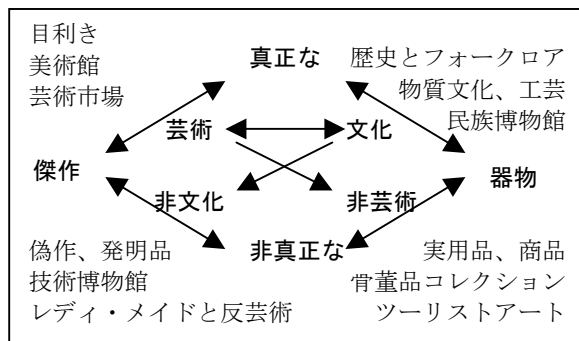 目利き
美術館
芸術市場
真正な
歴史とフォークロア
物質文化、工芸
民族博物館
芸術
文化
傑作
器物
非文化
非芸術
非真正な
偽作、発明品
技術博物館
レディ・メイドと反芸術
実用品、商品
骨董品コレクション
ツーリストアート